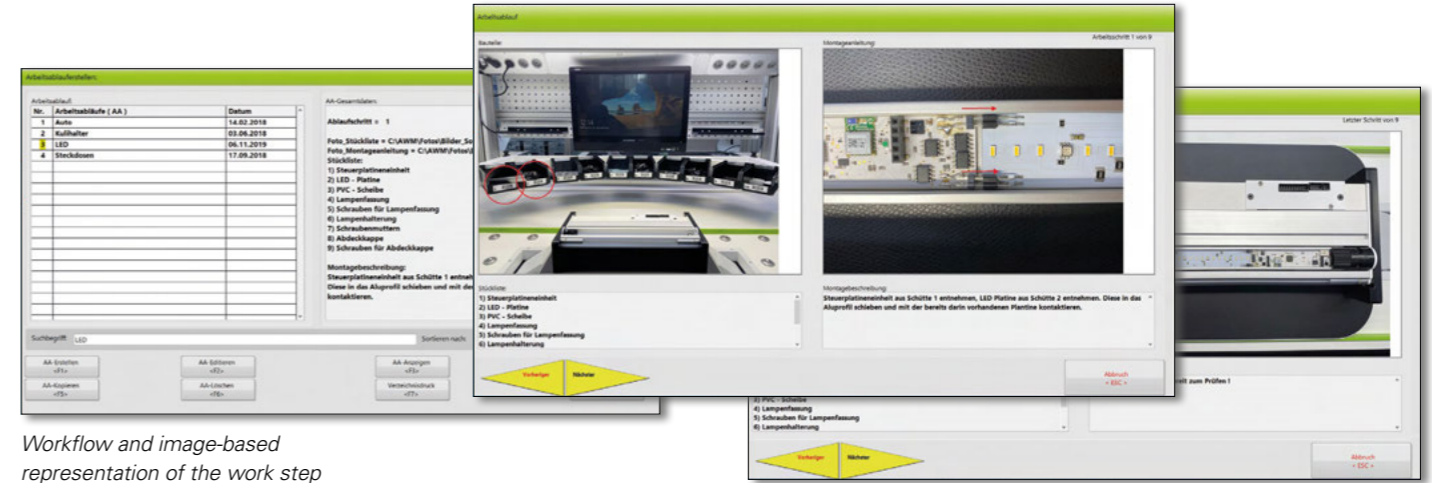 Arbeitsablauferstellen:
Arbeitsablauf:
Nr. Arbeitsabläufe ( AA ) Datum
1 Auto 14.02.2018
2 Kulihalter 03.06.2018
3 LED 06.11.2019
4 Steckdosen 17.09.2018
Suchbegriff: LED
Sortieren nach:
AA-Erstellen
<F1>
AA-Editieren
<F2>
AA-Anzeigen
<F3>
AA-Kopieren
<F5>
AA-Löschen
<F6>
Verzeichnisdruck
<F7>
AA-Gesamtdaten:
Ablaufschritt = 1
Foto_Stückliste = C:\AWM\Fotos\Bilder_So
Foto_Montageanleitung = C:\AWM\Fotos\
Stückliste:
1) Steuerplatineneinheit
2) LED - Platine
3) PVC - Scheibe
4) Lampenfassung
5) Schrauben für Lampenfassung
6) Lampenhalterung
7) Schraubenmuttern
8) Abdeckkappe
9) Schrauben für Abdeckkappe
Montagebeschreibung:
Steuerplatineneinheit aus Schütte 1 entneh
Diese in das Aluprofil schieben und mit der
kontaktieren.
Arbeitsablauf
Arbeitsschritt 1 von 9
Bauteile:
Montageanleitung:
Stückliste:
1) Steuerplatineneinheit
2) LED - Platine
3) PVC - Scheibe
4) Lampenfassung
5) Schrauben für Lampenfassung
6) Lampenhalterung
Montagebeschreibung:
Steuerplatineneinheit aus Schütte 1 entnehmen, LED Platine aus Schütte 2 entnehmen. Diese in das
Aluprofil schieben und mit der bereits darin vorhandenen Plantine kontaktieren.
Vorheriger Nächster
Abbruch
< ESC >
Letzer Schritt von 9
reit zum Prüfen !
3) PVC - Scheibe
4) Lampenfassung
5) Schrauben für Lampenfassung
6) Lampenhalterung
Vorheriger Nächster
Abbruch
< ESC >
Workflow and image-based
representation of the work step